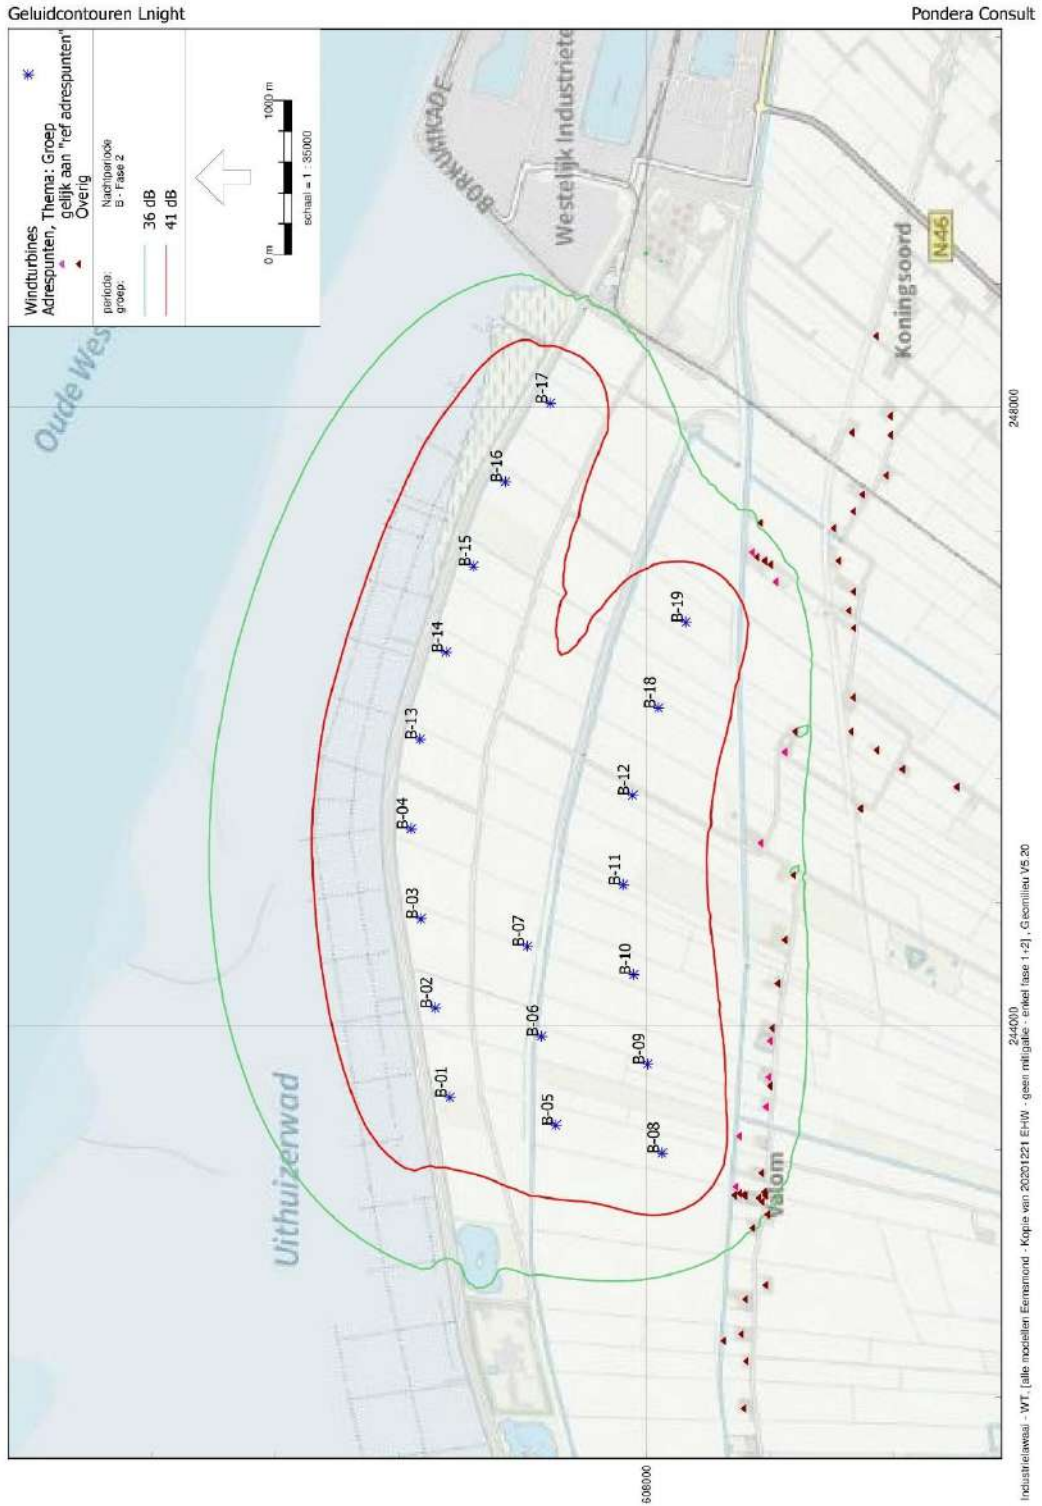 Geluidcontouren Lnight
Pondera Consult
Windturbines
Adrespunten, Thema: Groep
gelijk aan "ref adrespunten"
Overig
periode: Nachtperiode
groep: B - Fase 2
36 dB
41 dB
0 m 1000 m
schaal = 1 : 35000
Oude Wes
BORKUMKADE
Westelijk Industriete
Uithuizerwad
Koningsoord
N46
Valom
B-01
B-02
B-03
B-04
B-13
B-14
B-15
B-16
B-17
B-05
B-06
B-07
B-08
B-09
B-10
B-11
B-12
B-18
B-19
244000
248000
608000
Industrielawaai - WT, [alle modellen Eemsmond - Kopie van 20201221 EHW - geen mitigatie - enkel fase 1+2] , Geomilieu V5.20